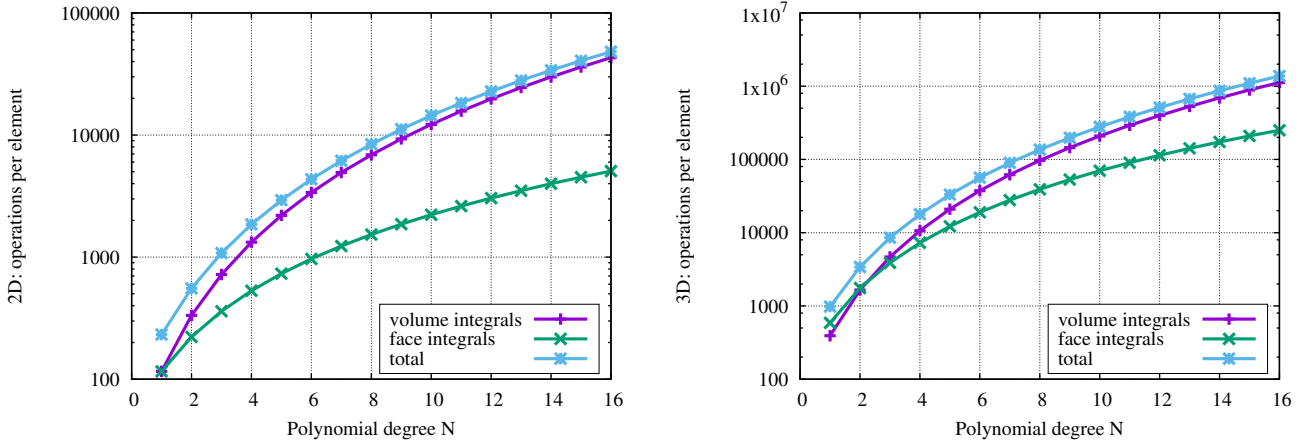 2D: operations per element
100000
10000
1000
100
0 2 4 6 8 10 12 14 16
Polynomial degree N
volume integrals
face integrals
total
3D: operations per element
1x10^7
1x10^6
100000
10000
1000
100
0 2 4 6 8 10 12 14 16
Polynomial degree N
volume integrals
face integrals
total